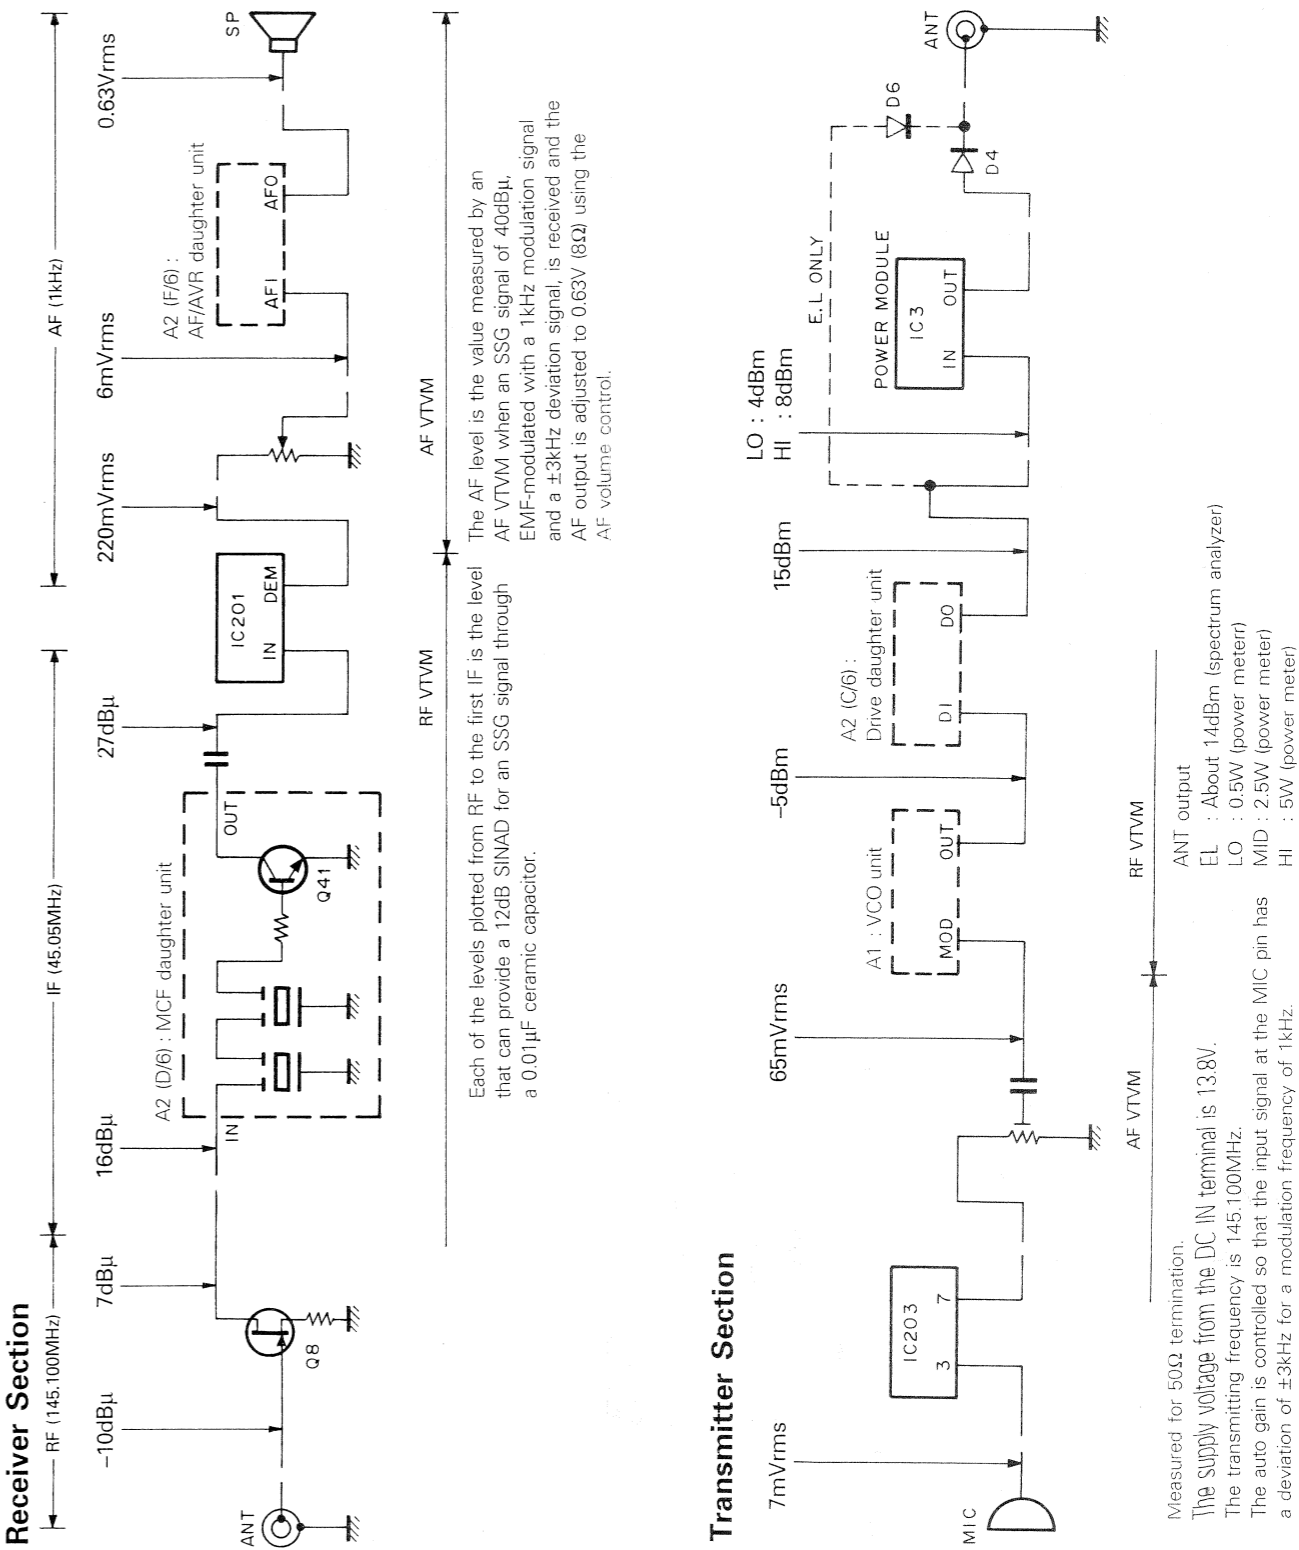 Receiver Section
RF (145.100MHz)
IF (45.05MHz)
AF (1kHz)
–10dBµ
7dBµ
16dBµ
27dBµ
220mVrms
6mVrms
0.63Vrms
A2 (D/6) : MCF daughter unit
A2 (F/6) :
AF/AVR daughter unit
IN
OUT
IC201
IN
DEM
AFI
AFO
SP
ANT
Q8
Q41
RF VTVM
AF VTVM
Each of the levels plotted from RF to the first IF is the level
that can provide a 12dB SINAD for an SSG signal through
a 0.01µF ceramic capacitor.
The AF level is the value measured by an
AF VTVM when an SSG signal of 40dBµ,
EMF-modulated with a 1kHz modulation signal
and a ±3kHz deviation signal, is received and the
AF output is adjusted to 0.63V (8Ω) using the
AF volume control.
Transmitter Section
7mVrms
65mVrms
–5dBm
15dBm
LO : 4dBm
HI : 8dBm
E.L ONLY
A1 : VCO unit
A2 (C/6) :
Drive daughter unit
POWER MODULE
IC203
3
7
MOD
OUT
DI
DO
IC3
IN
OUT
D6
D4
ANT
MIC
AF VTVM
RF VTVM
Measured for 50Ω termination.
The supply voltage from the DC IN terminal is 13.8V.
The transmitting frequency is 145.100MHz.
The auto gain is controlled so that the input signal at the MIC pin has
a deviation of ±3kHz for a modulation frequency of 1kHz.
ANT output
EL : About 14dBm (spectrum analyzer)
LO : 0.5W (power meterr)
MID : 2.5W (power meter)
HI : 5W (power meter)